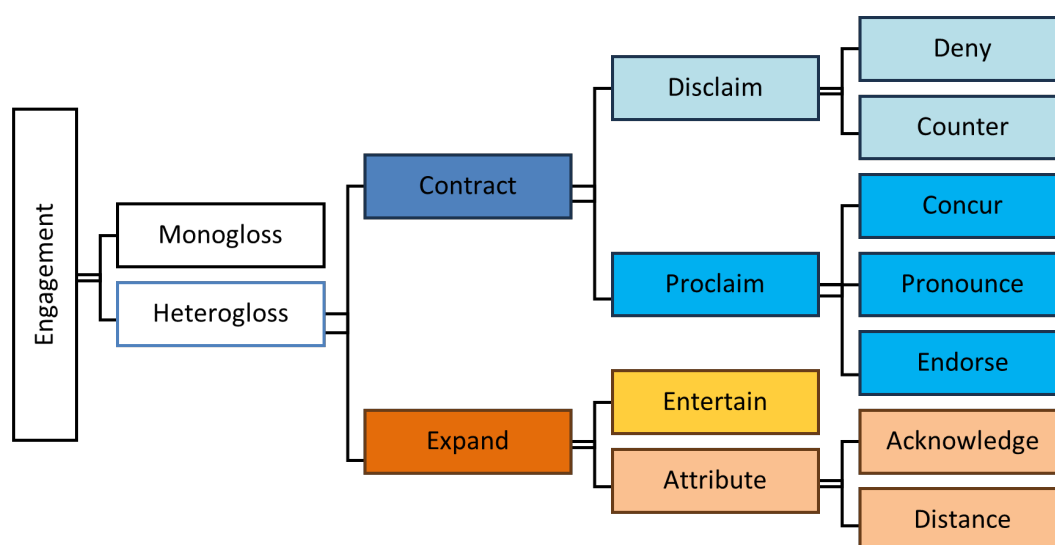 Engagement
Monogloss
Heterogloss
Contract
Expand
Disclaim
Proclaim
Entertain
Attribute
Deny
Counter
Concur
Pronounce
Endorse
Acknowledge
Distance